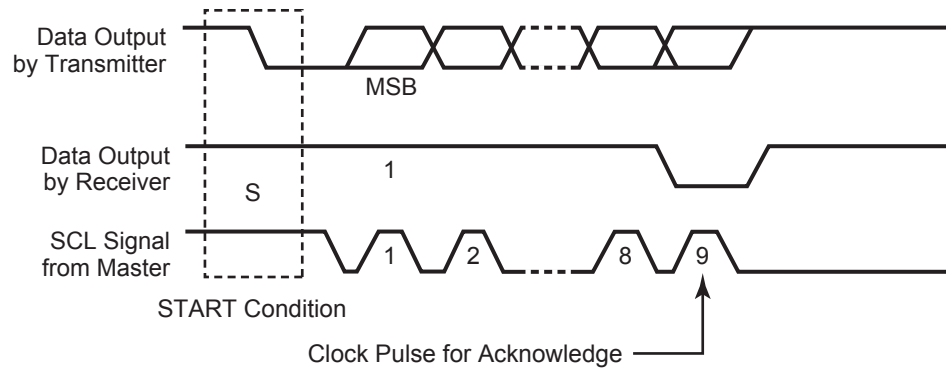 Data Output
by Transmitter
MSB
Data Output
by Receiver
1
S
SCL Signal
from Master
1
2
8
9
START Condition
Clock Pulse for Acknowledge